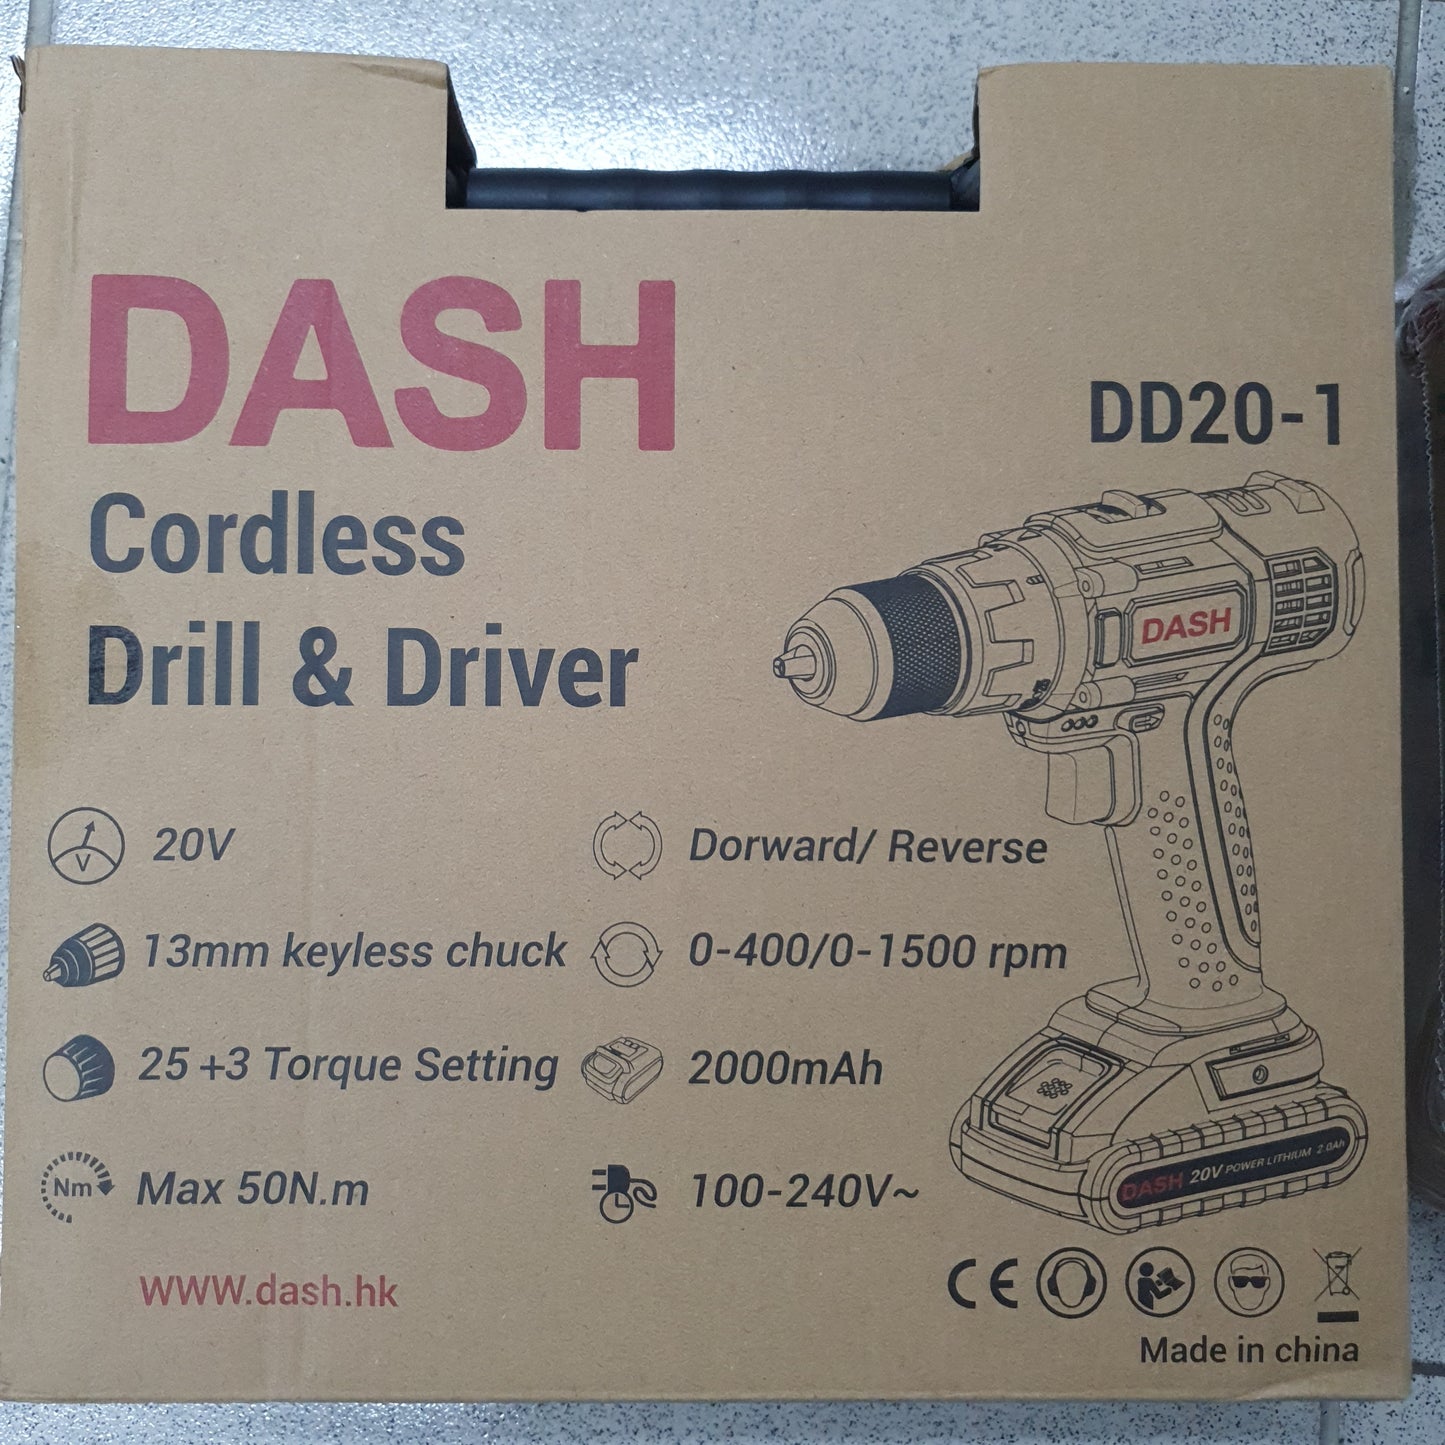 DASH
DD20-1
Cordless
Drill & Driver
DASH
V
20V
Dorward/ Reverse
13mm keyless chuck
0-400/0-1500 rpm
25 +3 Torque Setting
2000mAh
Nm
Max 50N.m
100-240V~
DASH 20V POWER LITHIUM 2.0Ah
WWW.dash.hk
CE
Made in china